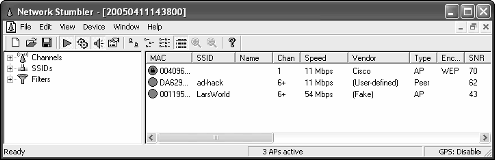 Network Stumbler - [20050411143800]
File Edit View Device Window Help
Channels
SSIDs
Filters
MAC SSID Name Chan Speed Vendor Type Enc... SNR
004096... 1 11 Mbps Cisco AP WEP 70
DA629... ad-hack 6+ 11 Mbps (User-defined) Peer 62
001195... LarsWorld 6+ 54 Mbps (Fake) AP 43
Ready 3 APs active GPS: Disable